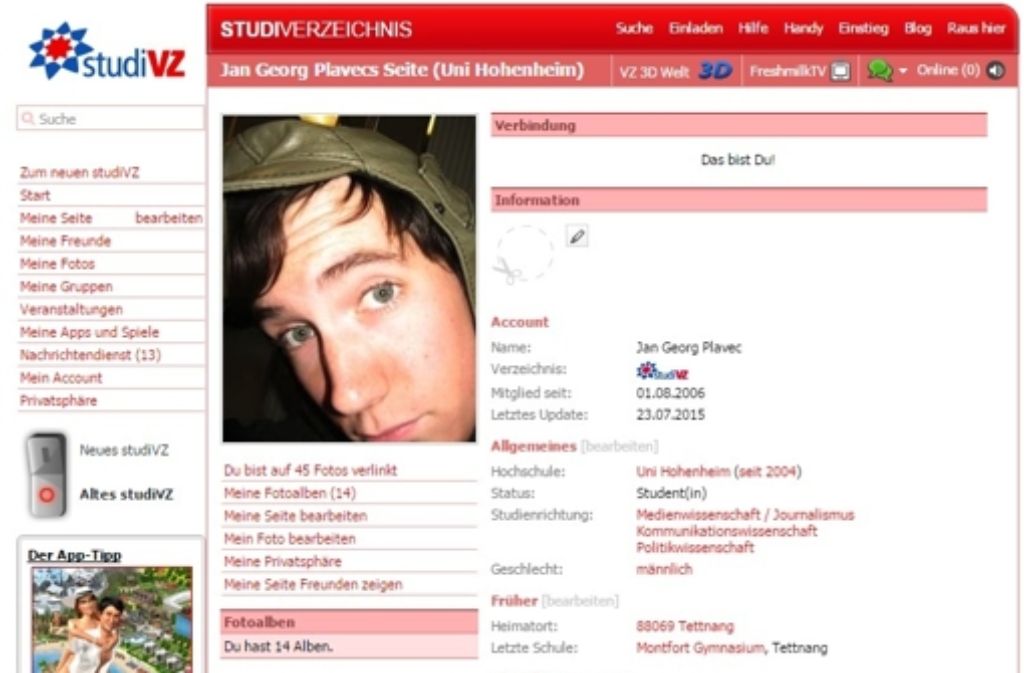 studiVZ
STUDIVERZEICHNIS
Suche Einladen Hilfe Handy Einstieg Blog Raus hier
Jan Georg Plavecs Seite (Uni Hohenheim)
VZ 3D Welt 3D FreshmilkTV Online (0)
Suche
Zum neuen studiVZ
Start
Meine Seite bearbeiten
Meine Freunde
Meine Fotos
Meine Gruppen
Veranstaltungen
Meine Apps und Spiele
Nachrichtendienst (13)
Mein Account
Privatsphäre
Neues studiVZ
Altes studiVZ
Der App-Tipp
Du bist auf 45 Fotos verlinkt
Meine Fotoalben (14)
Meine Seite bearbeiten
Mein Foto bearbeiten
Meine Privatsphäre
Meine Seite Freunden zeigen
Fotoalben
Du hast 14 Alben.
Verbindung
Das bist Du!
Information
Account
Name: Jan Georg Plavec
Verzeichnis: studiVZ
Mitglied seit: 01.08.2006
Letztes Update: 23.07.2015
Allgemeines [bearbeiten]
Hochschule: Uni Hohenheim (seit 2004)
Status: Student(in)
Studienrichtung: Medienwissenschaft / Journalismus
Kommunikationswissenschaft
Politikwissenschaft
Geschlecht: männlich
Früher [bearbeiten]
Heimatort: 88069 Tettnang
Letzte Schule: Montfort Gymnasium, Tettnang